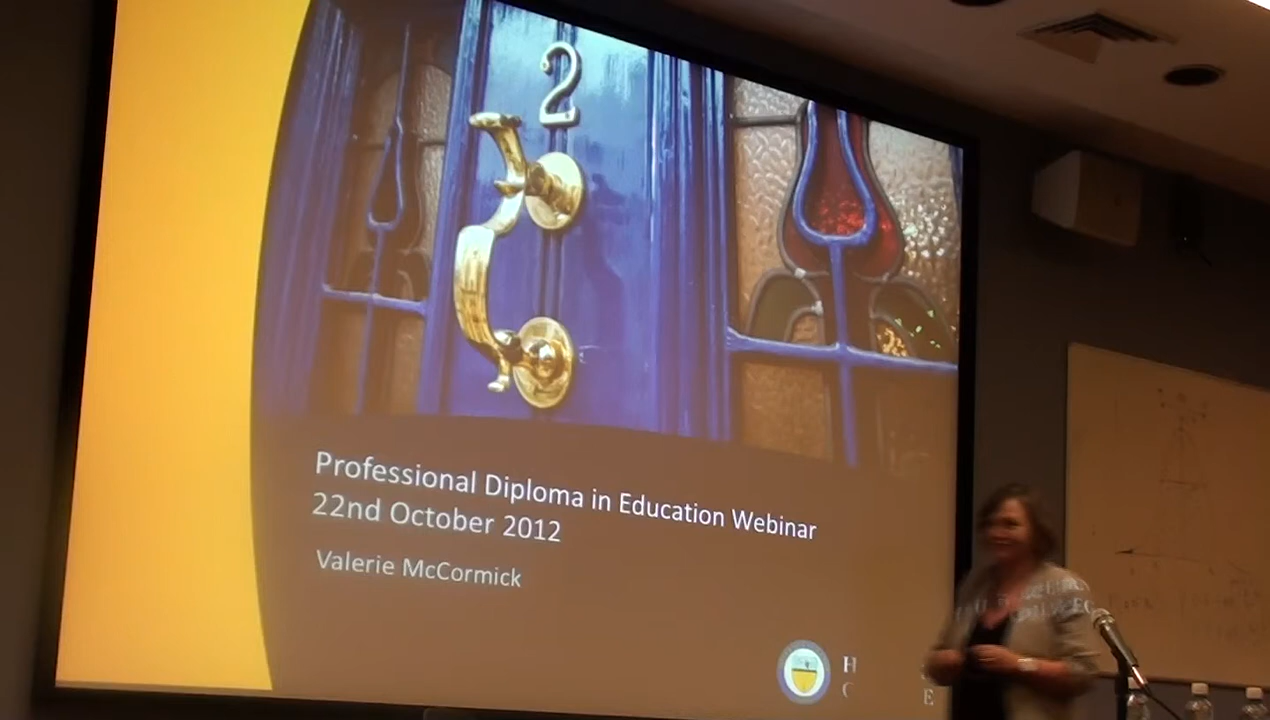 2
Professional Diploma in Education Webinar
22nd October 2012
Valerie McCormick
H
C E